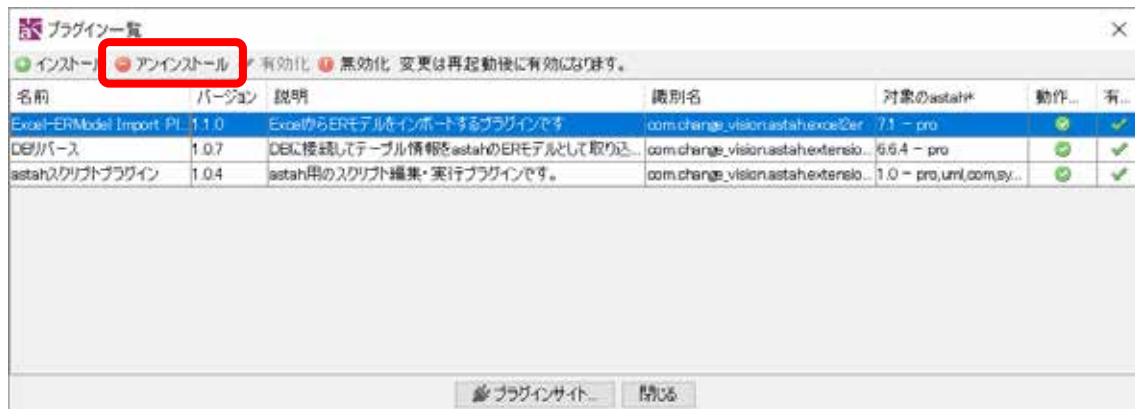 プラグイン一覧
インストール アンインストール 有効化 無効化 変更は再起動後に有効になります。
名前 バージョン 説明 識別名 対象のastah* 動作... 有...
Excel-ERModel Import Pl... 1.1.0 ExcelからERモデルをインポートするプラグインです com.change_vision.astah.excel2er 7.1 - pro
DBリバース 1.0.7 DBに接続してテーブル情報をastahのERモデルとして取り込... com.change_vision.astah.extensio... 6.6.4 - pro
astahスクリプトプラグイン 1.0.4 astah用のスクリプト編集・実行プラグインです。 com.change_vision.astah.extensio... 1.0 - pro,uml,com,sy...
プラグインサイト... 閉じる